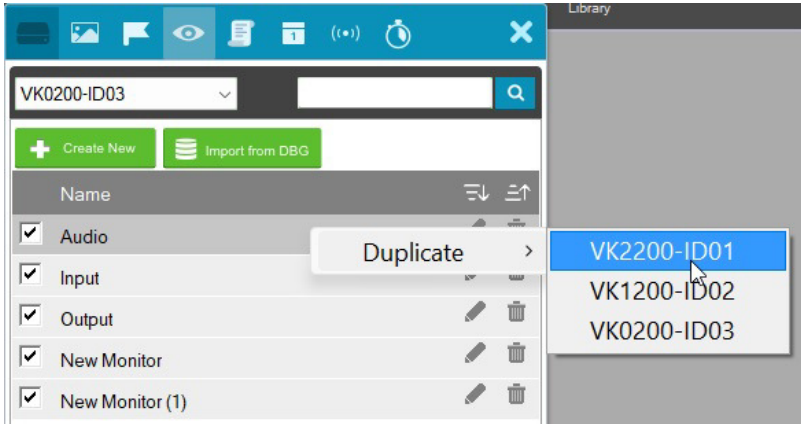 Library
1
VK0200-ID03
Create New
Import from DBG
Name
Audio
Duplicate
VK2200-ID01
Input
VK1200-ID02
Output
VK0200-ID03
New Monitor
New Monitor (1)